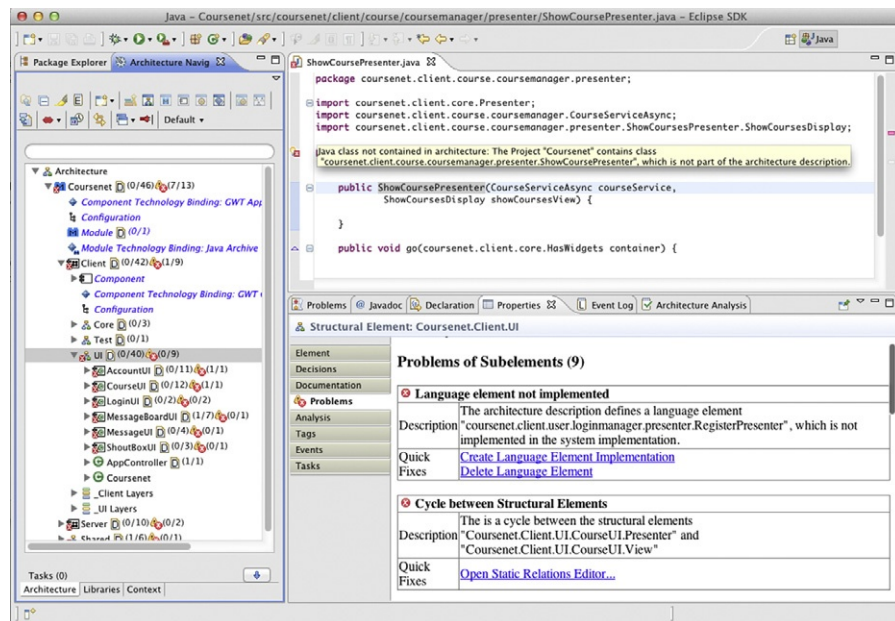 Java – Coursenet/src/coursenet/client/course/coursemanager/presenter/ShowCoursePresenter.java – Eclipse SDK
Java
Package Explorer
Architecture Navig
Default
Architecture
Coursenet (0/46) (7/13)
Component Technology Binding: GWT App
Configuration
Module (0/1)
Module Technology Binding: Java Archive
Client (0/42) (1/9)
Component
Component Technology Binding: GWT
Configuration
Core (0/3)
Test (0/1)
UI (0/40) (0/9)
AccountUI (0/11) (1/1)
CourseUI (0/12) (1/1)
LoginUI (0/2) (0/2)
MessageBoardUI (1/7) (0/1)
MessageUI (0/4) (0/1)
ShoutBoxUI (0/3) (0/1)
AppController (1/1)
Coursenet
_Client Layers
_UI Layers
Server (0/10) (0/2)
Shared (1/6) (0/1)
Tasks (0)
Architecture Libraries Context
ShowCoursePresenter.java
package coursenet.client.course.coursemanager.presenter;
import coursenet.client.core.Presenter;
import coursenet.client.course.coursemanager.CourseServiceAsync;
import coursenet.client.course.coursemanager.presenter.ShowCoursesPresenter.ShowCoursesDisplay;
Java class not contained in architecture: The Project "Coursenet" contains class
"coursenet.client.course.coursemanager.presenter.ShowCoursePresenter", which is not part of the architecture description.
public ShowCoursePresenter(CourseServiceAsync courseService,
ShowCoursesDisplay showCoursesView) {
}
public void go(coursenet.client.core.HasWidgets container) {
Problems
@ Javadoc
Declaration
Properties
Event Log
Architecture Analysis
Structural Element: Coursenet.Client.UI
Element
Decisions
Documentation
Problems
Analysis
Tags
Events
Tasks
Problems of Subelements (9)
Language element not implemented
Description
The architecture description defines a language element
"coursenet.client.user.loginmanager.presenter.RegisterPresenter", which is not
implemented in the system implementation.
Quick Fixes
Create Language Element Implementation
Delete Language Element
Cycle between Structural Elements
Description
The is a cycle between the structural elements
"Coursenet.Client.UI.CourseUI.Presenter" and
"Coursenet.Client.UI.CourseUI.View"
Quick Fixes
Open Static Relations Editor...